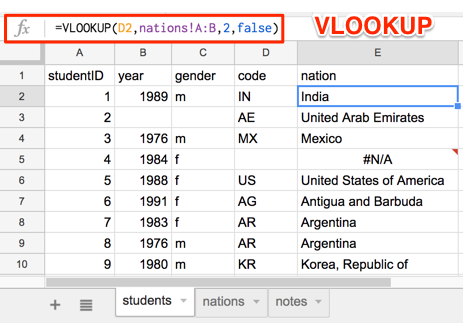 fx =VLOOKUP(D2,nations!A:B,2,false) VLOOKUP
A B C D E
1 studentID year gender code nation
2 1 1989 m IN India
3 2 AE United Arab Emirates
4 3 1976 m MX Mexico
5 4 1984 f #N/A
6 5 1988 f US United States of America
7 6 1991 f AG Antigua and Barbuda
8 7 1983 f AR Argentina
9 8 1976 m AR Argentina
10 9 1980 m KR Korea, Republic of
+ students nations notes